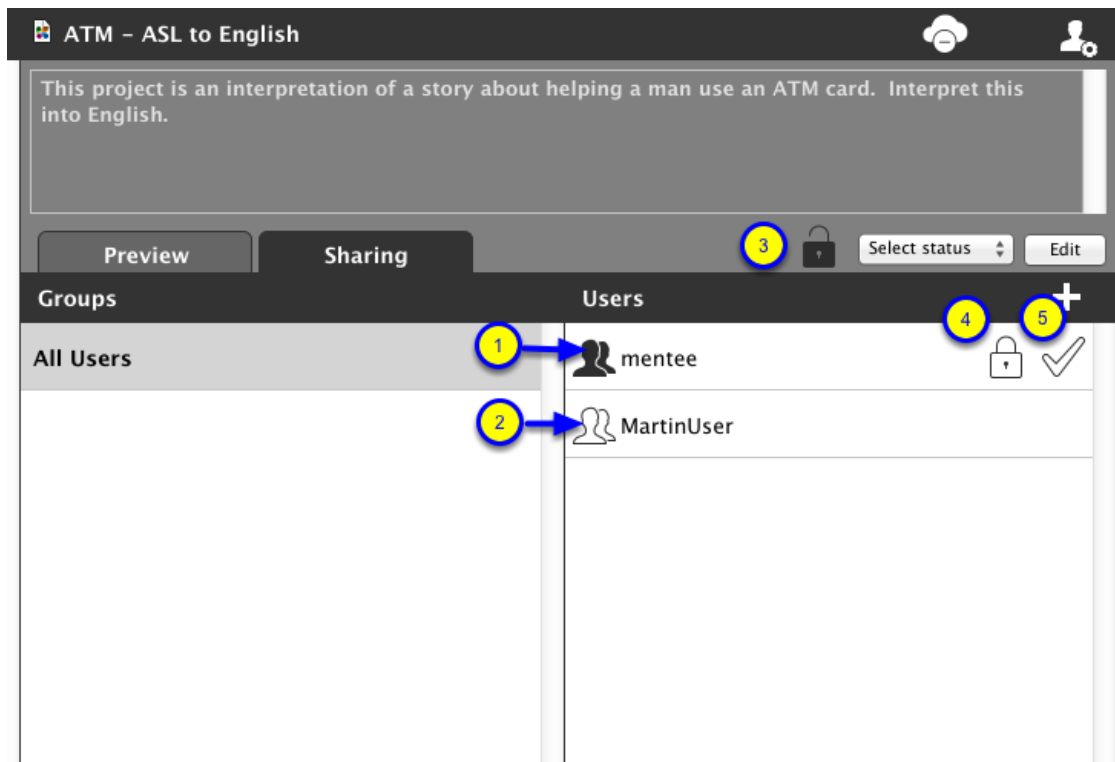 ATM – ASL to English
This project is an interpretation of a story about helping a man use an ATM card.  Interpret this
into English.
Preview
Sharing
3
Select status
Edit
Groups
Users
4
5
All Users
1
mentee
2
MartinUser